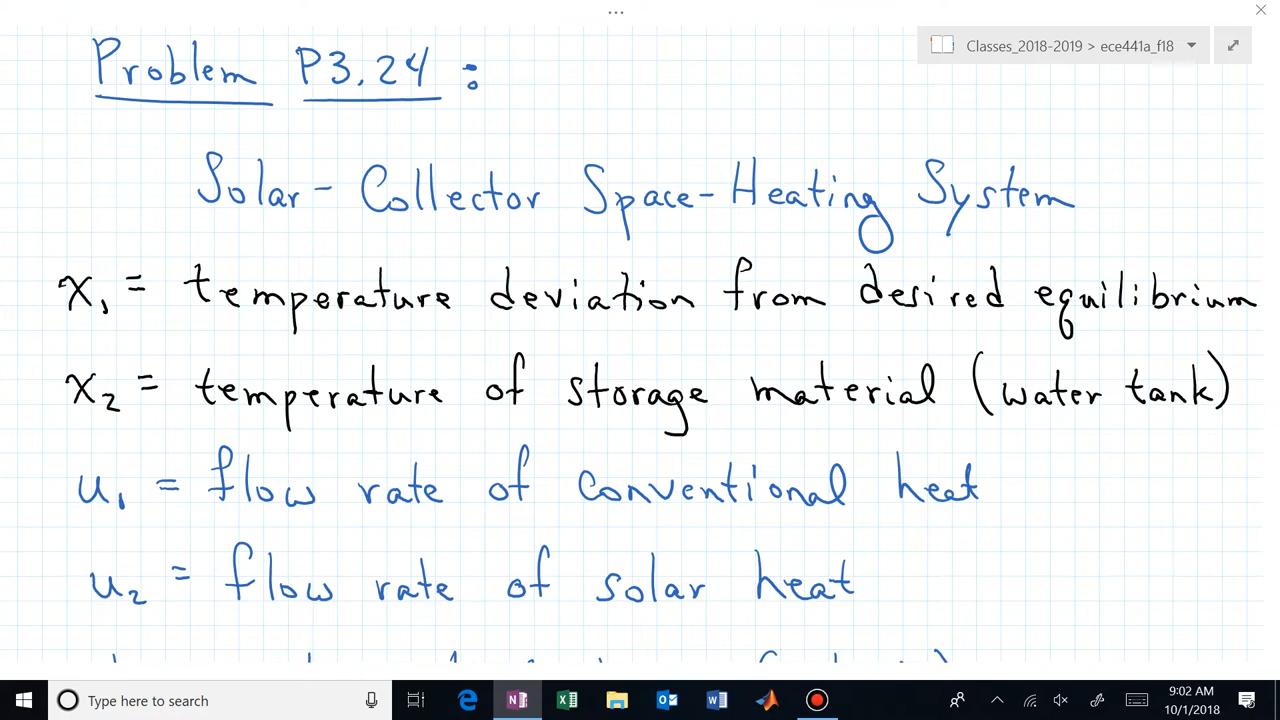 Classes_2018-2019 > ece441a_f18
Problem P3.24 :
Solar-Collector Space-Heating System
x₁ = temperature deviation from desired equilibrium
x₂ = temperature of storage material (water tank)
u₁ = flow rate of conventional heat
u₂ = flow rate of solar heat
Type here to search
9:02 AM
10/1/2018